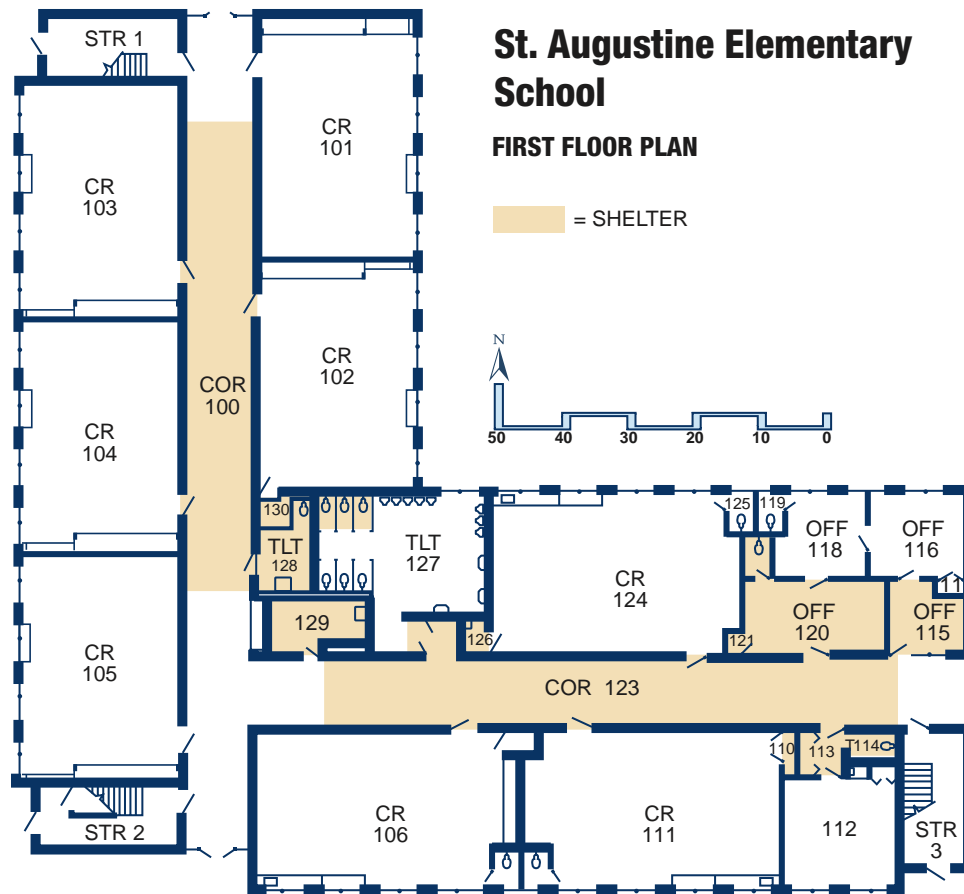 St. Augustine Elementary
School
FIRST FLOOR PLAN
= SHELTER
N
50 40 30 20 10 0
STR 1
CR
101
CR
103
CR
102
COR
100
CR
104
CR
105
130
TLT
128
TLT
127
129
126
CR
124
125
119
OFF
118
OFF
116
11
OFF
120
OFF
115
121
COR 123
110
113
T114
CR
106
CR
111
112
STR
3
STR 2